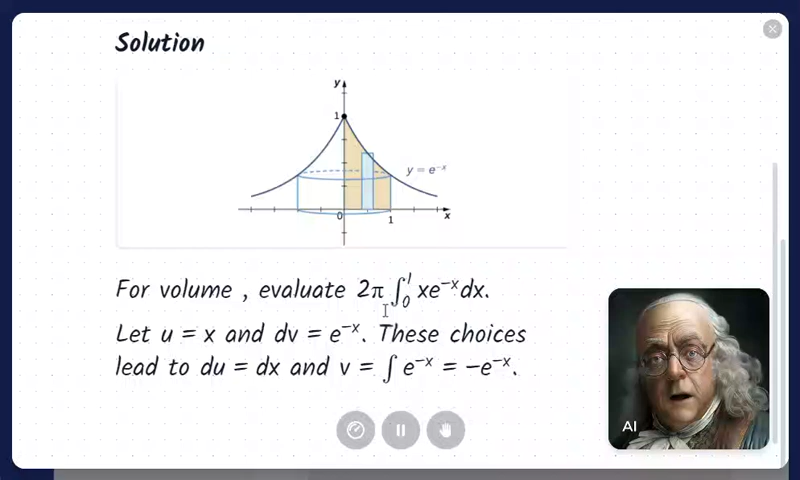 Solution
y
1
y = e⁻ˣ
0
1
x
For volume , evaluate 2π ∫₀¹ xe⁻ˣdx.
Let u = x and dv = e⁻ˣ. These choices
lead to du = dx and v = ∫ e⁻ˣ = −e⁻ˣ.
AI